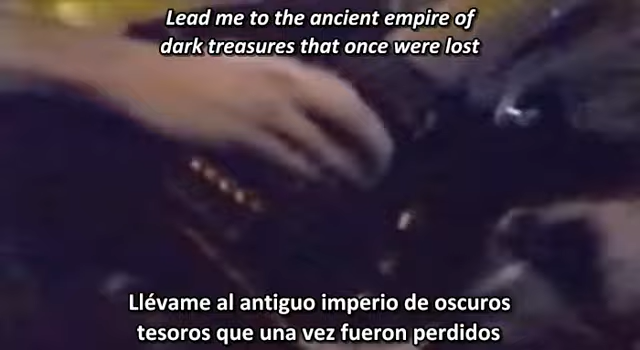 Lead me to the ancient empire of
dark treasures that once were lost
Llévame al antiguo imperio de oscuros
tesoros que una vez fueron perdidos